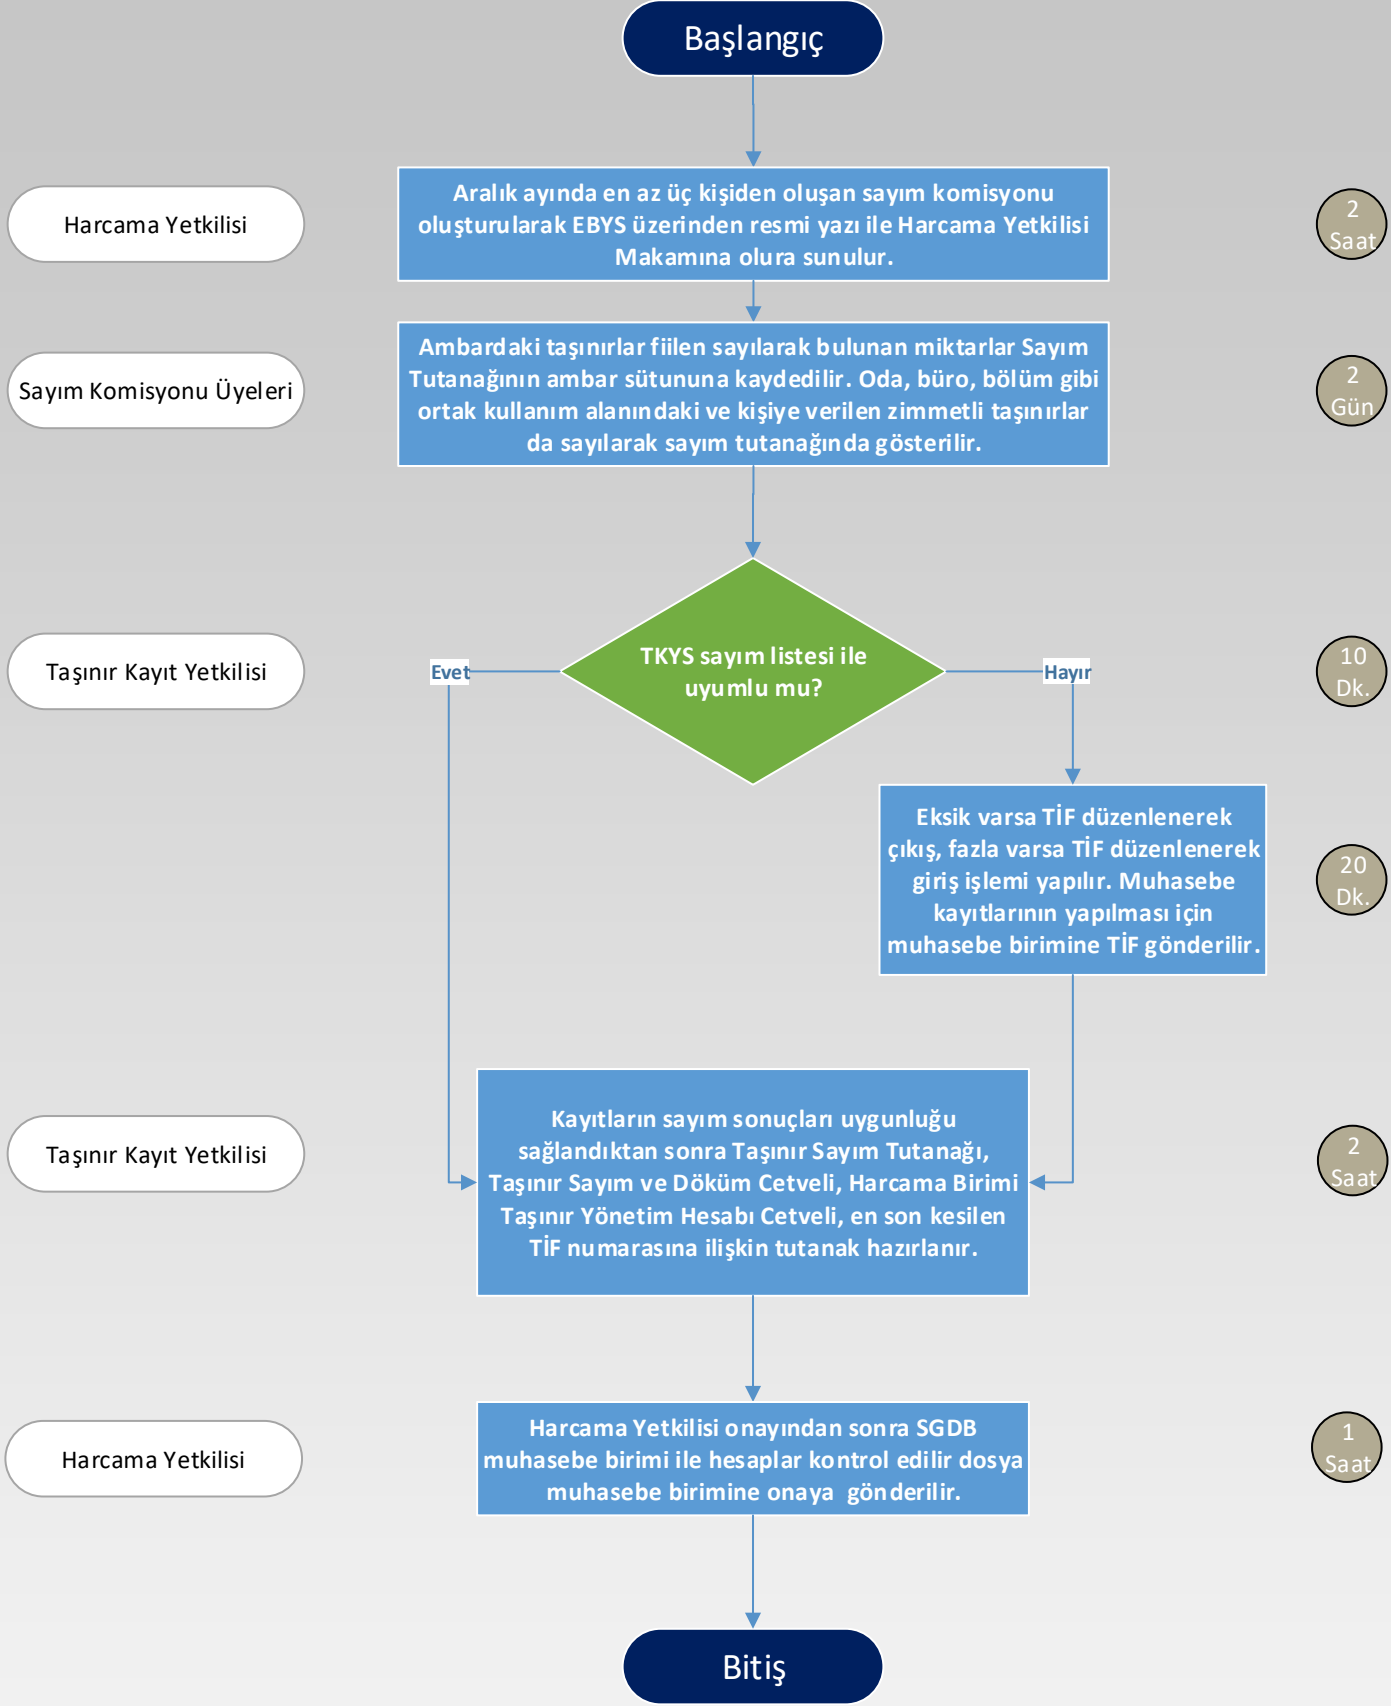 Başlangıç
Harcama Yetkilisi
Aralık ayında en az üç kişiden oluşan sayım komisyonu
oluşturularak EBYS üzerinden resmi yazı ile Harcama Yetkilisi
Makamına olura sunulur.
2
Saat
Sayım Komisyonu Üyeleri
Ambardaki taşınırlar fiilen sayılarak bulunan miktarlar Sayım
Tutanağının ambar sütununa kaydedilir. Oda, büro, bölüm gibi
ortak kullanım alanındaki ve kişiye verilen zimmetli taşınırlar
da sayılarak sayım tutanağında gösterilir.
2
Gün
Taşınır Kayıt Yetkilisi
Evet
TKYS sayım listesi ile
uyumlu mu?
Hayır
10
Dk.
Eksik varsa TİF düzenlenerek
çıkış, fazla varsa TİF düzenlenerek
giriş işlemi yapılır. Muhasebe
kayıtlarının yapılması için
muhasebe birimine TİF gönderilir.
20
Dk.
Taşınır Kayıt Yetkilisi
Kayıtların sayım sonuçları uygunluğu
sağlandıktan sonra Taşınır Sayım Tutanağı,
Taşınır Sayım ve Döküm Cetveli, Harcama Birimi
Taşınır Yönetim Hesabı Cetveli, en son kesilen
TİF numarasına ilişkin tutanak hazırlanır.
2
Saat
Harcama Yetkilisi
Harcama Yetkilisi onayından sonra SGDB
muhasebe birimi ile hesaplar kontrol edilir dosya
muhasebe birimine onaya gönderilir.
1
Saat
Bitiş